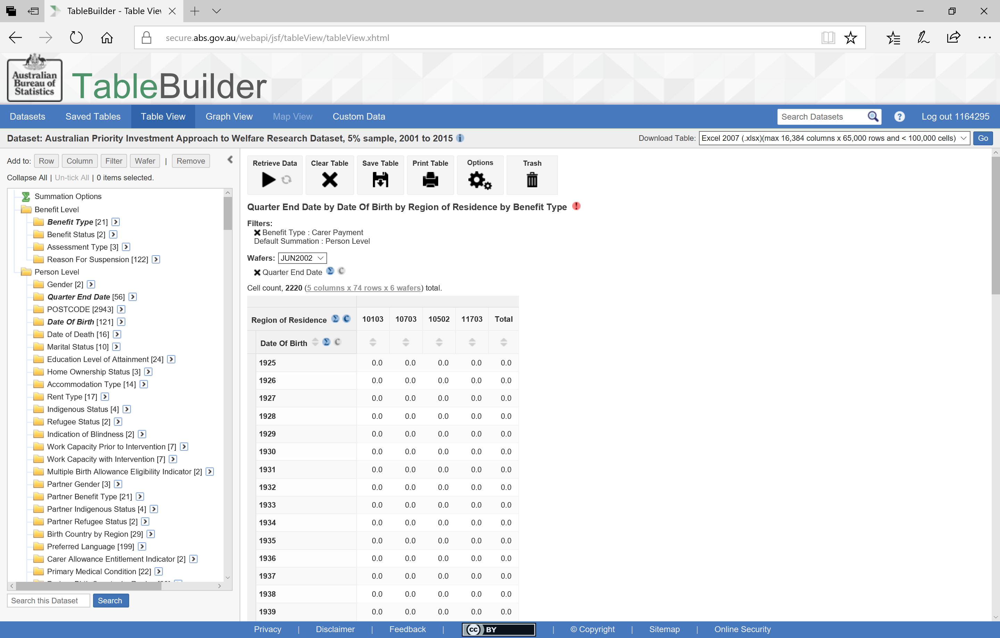 TableBuilder - Table Vie
secure.abs.gov.au/webapi/jsf/tableView/tableView.xhtml
Australian
Bureau of
Statistics
TableBuilder
Datasets Saved Tables Table View Graph View Map View Custom Data Search Datasets ? Log out 1164295
Dataset: Australian Priority Investment Approach to Welfare Research Dataset, 5% sample, 2001 to 2015 i
Download Table: Excel 2007 (.xlsx)(max 16,384 columns x 65,000 rows and < 100,000 cells) Go
Add to: Row Column Filter Wafer | Remove
Collapse All | Un-tick All | 0 items selected.
Summation Options
Benefit Level
Benefit Type [21]
Benefit Status [2]
Assessment Type [3]
Reason For Suspension [122]
Person Level
Gender [2]
Quarter End Date [56]
POSTCODE [2943]
Date Of Birth [121]
Date of Death [16]
Marital Status [10]
Education Level of Attainment [24]
Home Ownership Status [3]
Accommodation Type [14]
Rent Type [17]
Indigenous Status [4]
Refugee Status [2]
Indication of Blindness [2]
Work Capacity Prior to Intervention [7]
Work Capacity with Intervention [7]
Multiple Birth Allowance Eligibility Indicator [2]
Partner Gender [3]
Partner Benefit Type [21]
Partner Indigenous Status [4]
Partner Refugee Status [2]
Birth Country by Region [29]
Preferred Language [199]
Carer Allowance Entitlement Indicator [2]
Primary Medical Condition [22]
Search this Dataset Search
Retrieve Data Clear Table Save Table Print Table Options Trash
Quarter End Date by Date Of Birth by Region of Residence by Benefit Type !
Filters:
Benefit Type : Carer Payment
Default Summation : Person Level
Wafers: JUN2002
Quarter End Date Σ C
Cell count, 2220 (5 columns x 74 rows x 6 wafers) total.
Region of Residence Σ C 10103 10703 10502 11703 Total
Date Of Birth Σ C
1925 0.0 0.0 0.0 0.0 0.0
1926 0.0 0.0 0.0 0.0 0.0
1927 0.0 0.0 0.0 0.0 0.0
1928 0.0 0.0 0.0 0.0 0.0
1929 0.0 0.0 0.0 0.0 0.0
1930 0.0 0.0 0.0 0.0 0.0
1931 0.0 0.0 0.0 0.0 0.0
1932 0.0 0.0 0.0 0.0 0.0
1933 0.0 0.0 0.0 0.0 0.0
1934 0.0 0.0 0.0 0.0 0.0
1935 0.0 0.0 0.0 0.0 0.0
1936 0.0 0.0 0.0 0.0 0.0
1937 0.0 0.0 0.0 0.0 0.0
1938 0.0 0.0 0.0 0.0 0.0
1939 0.0 0.0 0.0 0.0 0.0
Privacy | Disclaimer | Feedback | cc BY | © Copyright | Sitemap | Online Security